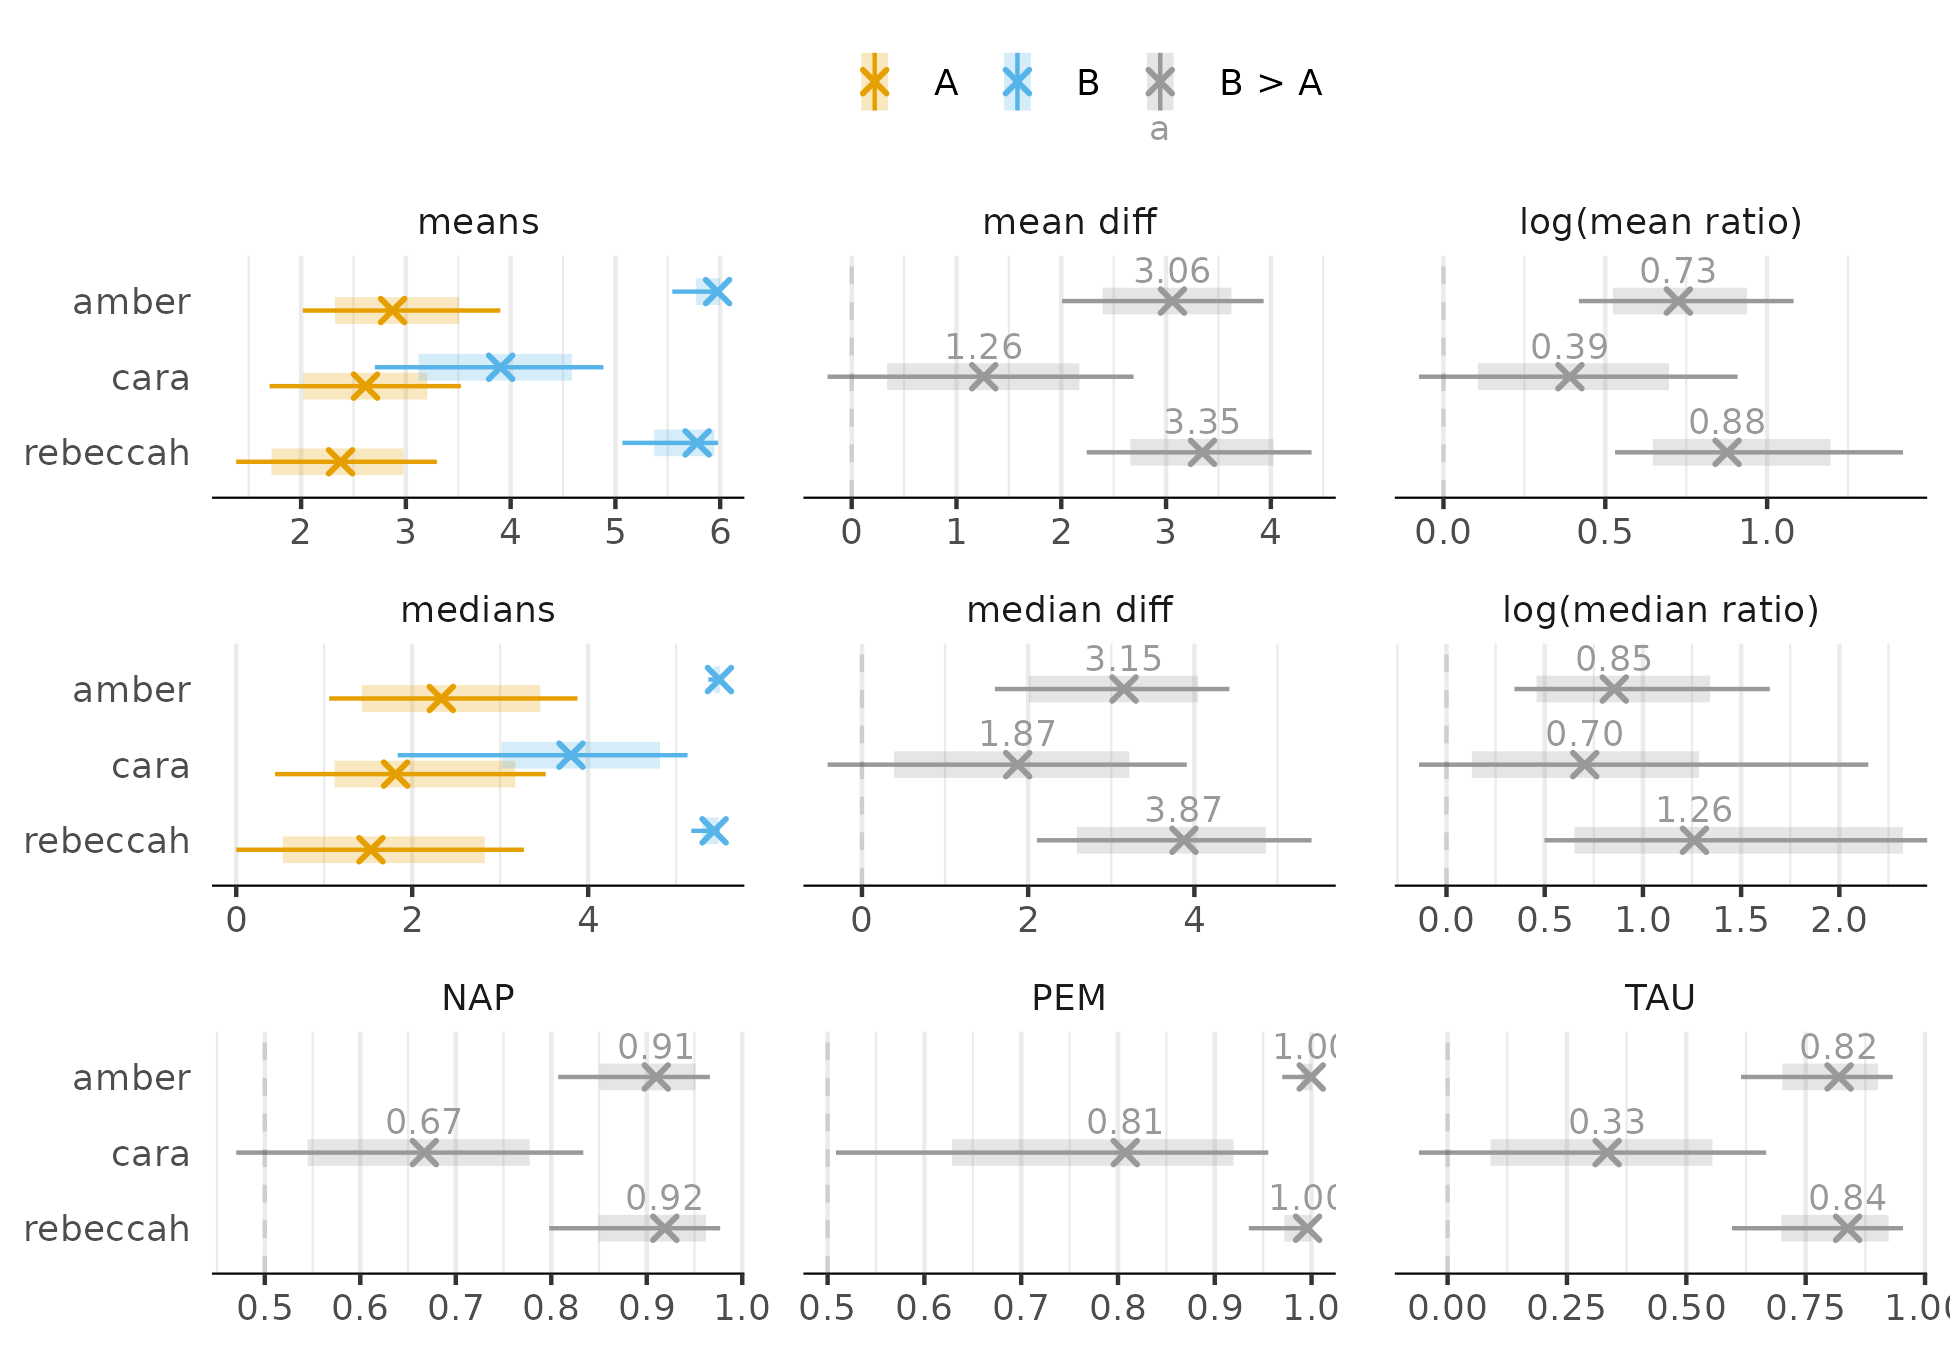 A B B > A
a
means mean diff log(mean ratio)
amber 3.06 0.73
cara 1.26 0.39
rebeccah 3.35 0.88
2 3 4 5 6 0 1 2 3 4 0.0 0.5 1.0
medians median diff log(median ratio)
amber 3.15 0.85
cara 1.87 0.70
rebeccah 3.87 1.26
0 2 4 0 2 4 0.0 0.5 1.0 1.5 2.0
NAP PEM TAU
amber 0.91 1.00 0.82
cara 0.67 0.81 0.33
rebeccah 0.92 1.00 0.84
0.5 0.6 0.7 0.8 0.9 1.0 0.5 0.6 0.7 0.8 0.9 1.0 0.00 0.25 0.50 0.75 1.00